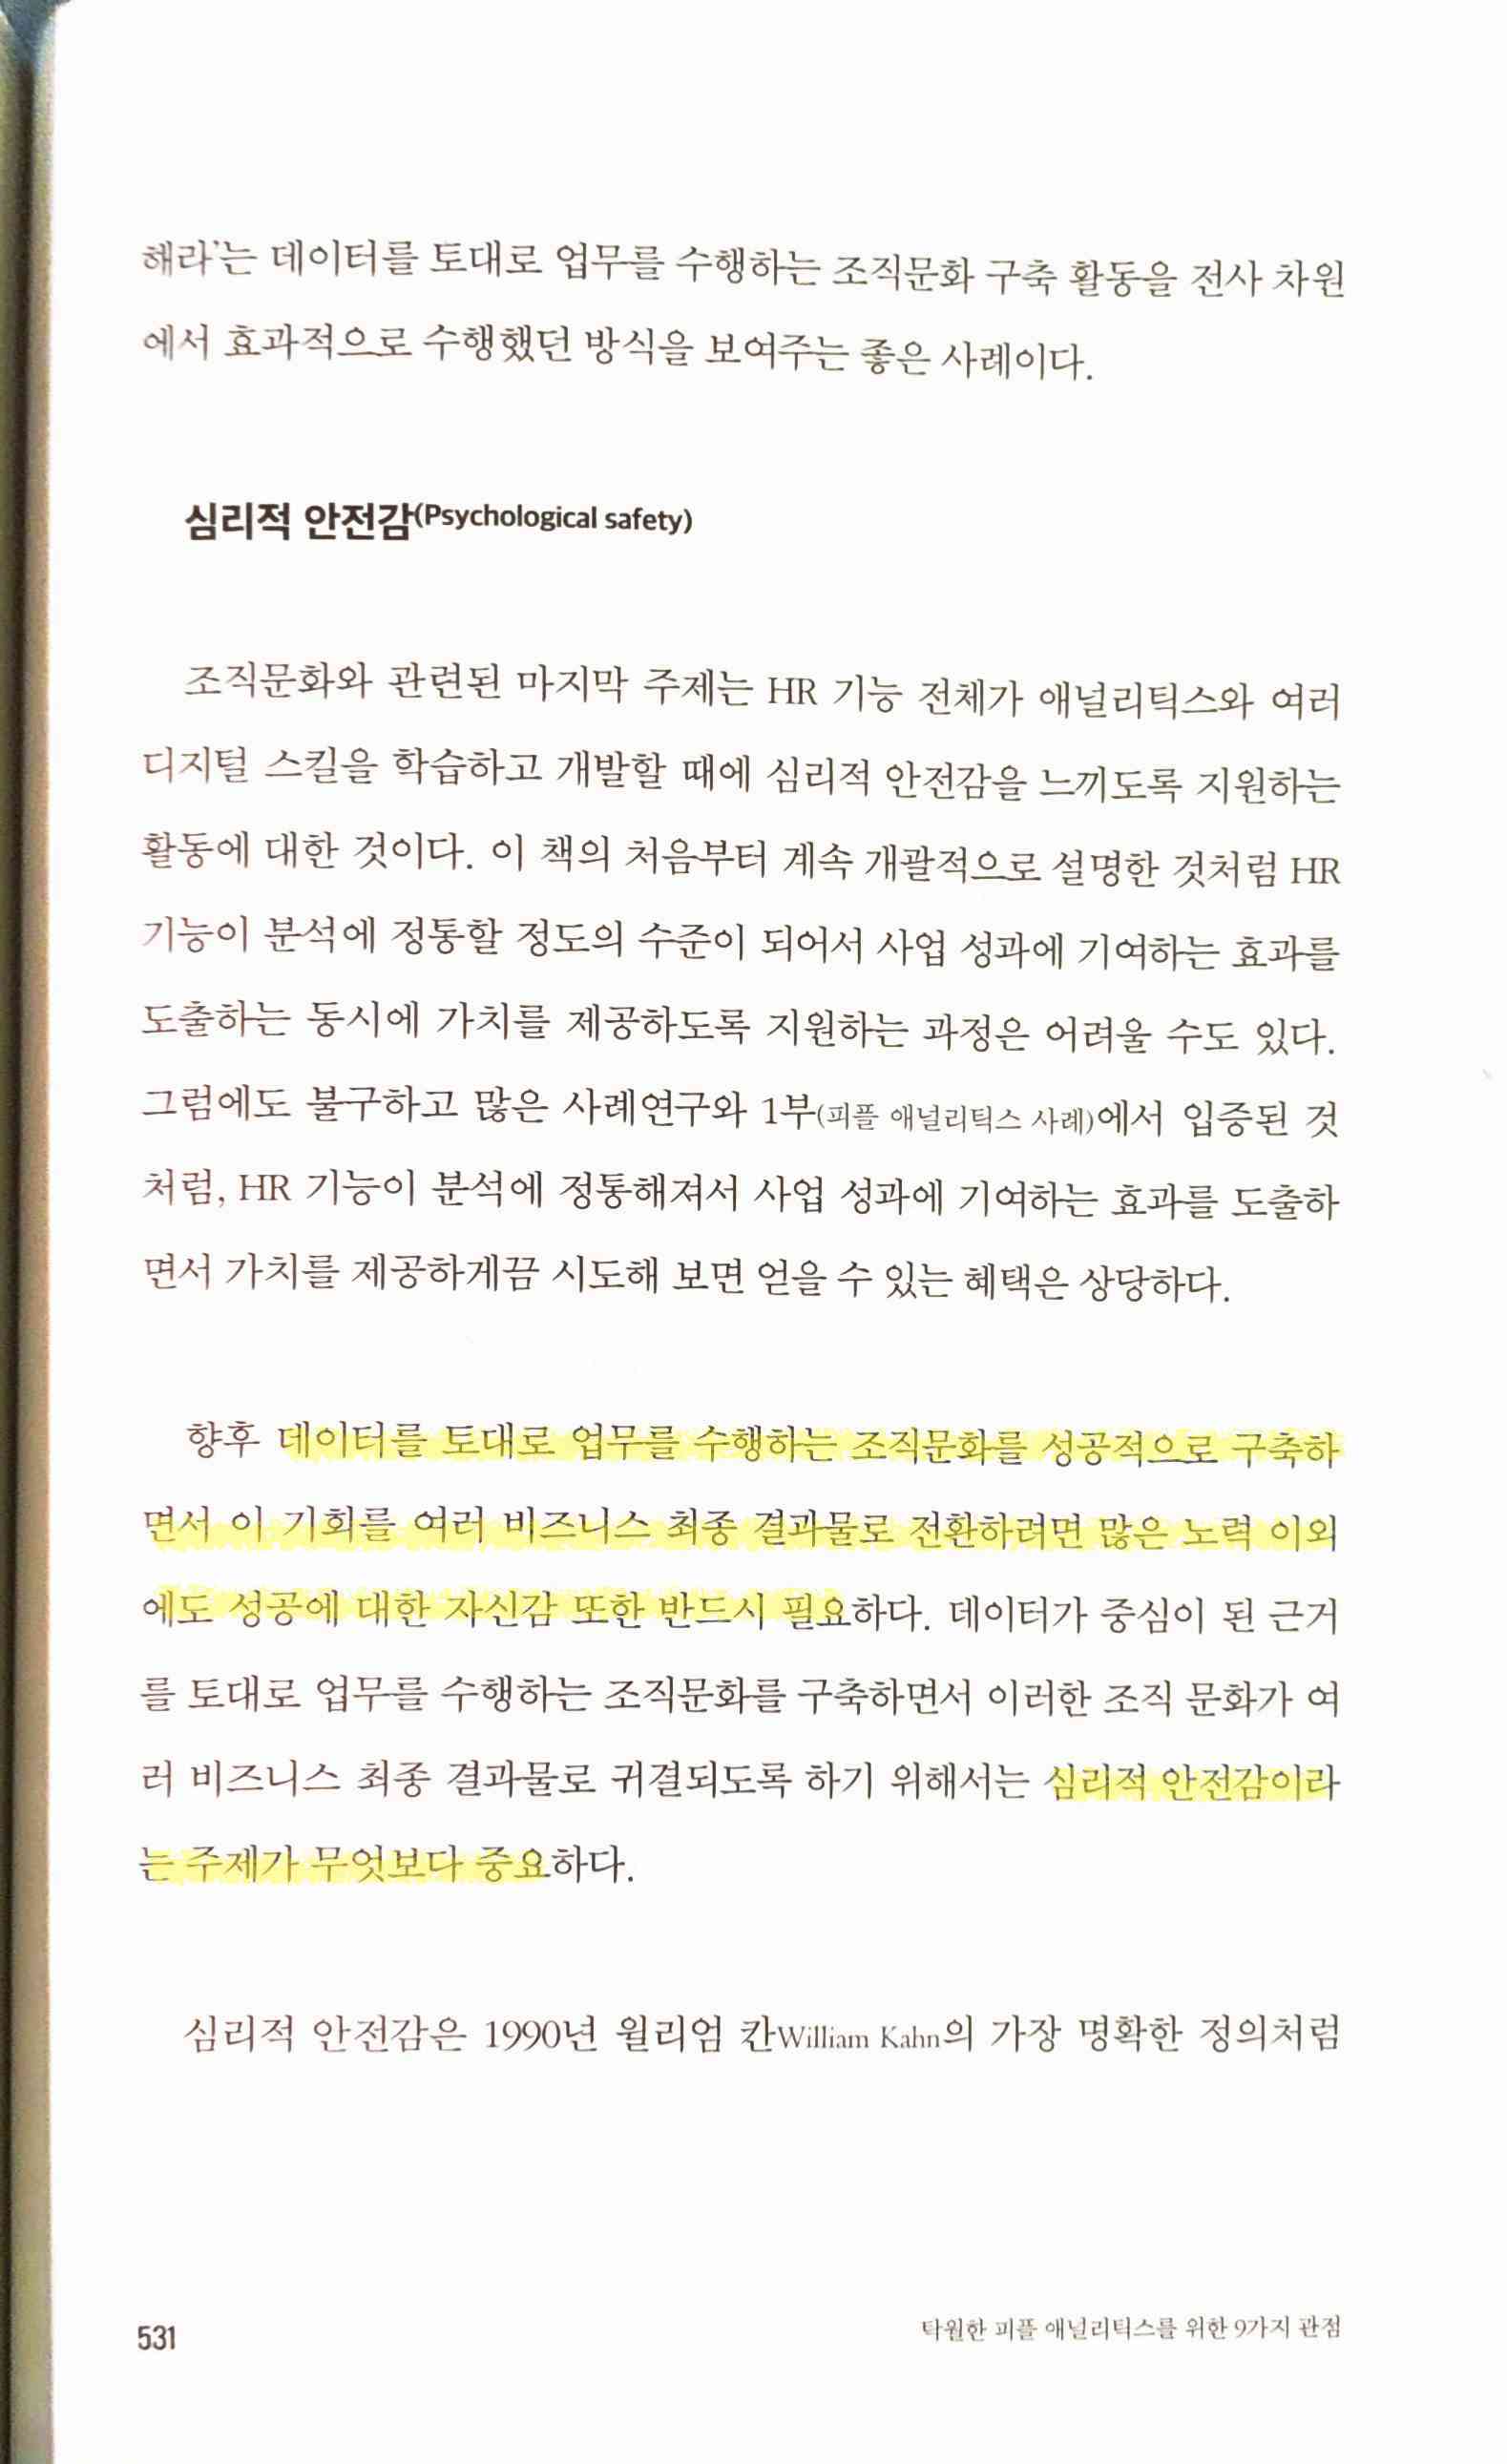 해라’는 데이터를 토대로 업무를 수행하는 조직문화 구축 활동을 전사 차원
에서 효과적으로 수행했던 방식을 보여주는 좋은 사례이다.
심리적 안전감(Psychological safety)
조직문화와 관련된 마지막 주제는 HR 기능 전체가 애널리틱스와 여러
디지털 스킬을 학습하고 개발할 때에 심리적 안전감을 느끼도록 지원하는
활동에 대한 것이다. 이 책의 처음부터 계속 개괄적으로 설명한 것처럼 HR
기능이 분석에 정통할 정도의 수준이 되어서 사업 성과에 기여하는 효과를
도출하는 동시에 가치를 제공하도록 지원하는 과정은 어려울 수도 있다.
그럼에도 불구하고 많은 사례연구와 1부(피플 애널리틱스 사례)에서 입증된 것
처럼, HR 기능이 분석에 정통해져서 사업 성과에 기여하는 효과를 도출하
면서 가치를 제공하게끔 시도해 보면 얻을 수 있는 혜택은 상당하다.
향후 데이터를 토대로 업무를 수행하는 조직문화를 성공적으로 구축하
면서 이 기회를 여러 비즈니스 최종 결과물로 전환하려면 많은 노력 이외
에도 성공에 대한 자신감 또한 반드시 필요하다. 데이터가 중심이 된 근거
를 토대로 업무를 수행하는 조직문화를 구축하면서 이러한 조직 문화가 여
러 비즈니스 최종 결과물로 귀결되도록 하기 위해서는 심리적 안전감이라
는 주제가 무엇보다 중요하다.
심리적 안전감은 1990년 윌리엄 칸William Kahn의 가장 명확한 정의처럼
531
탁월한 피플 애널리틱스를 위한 9가지 관점